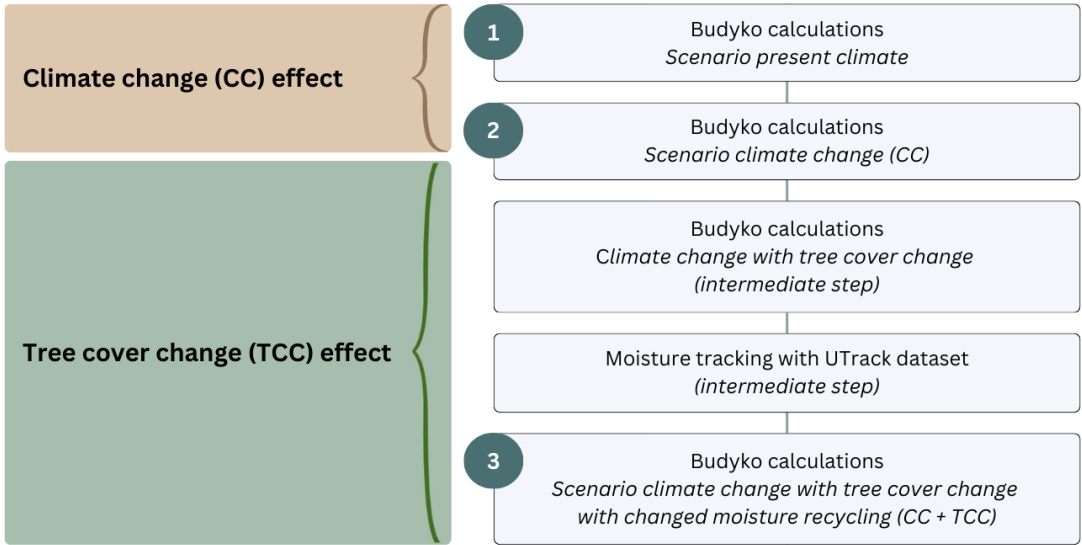 Climate change (CC) effect
1
Budyko calculations
Scenario present climate
2
Budyko calculations
Scenario climate change (CC)
Tree cover change (TCC) effect
Budyko calculations
Climate change with tree cover change
(intermediate step)
Moisture tracking with UTrack dataset
(intermediate step)
3
Budyko calculations
Scenario climate change with tree cover change
with changed moisture recycling (CC + TCC)